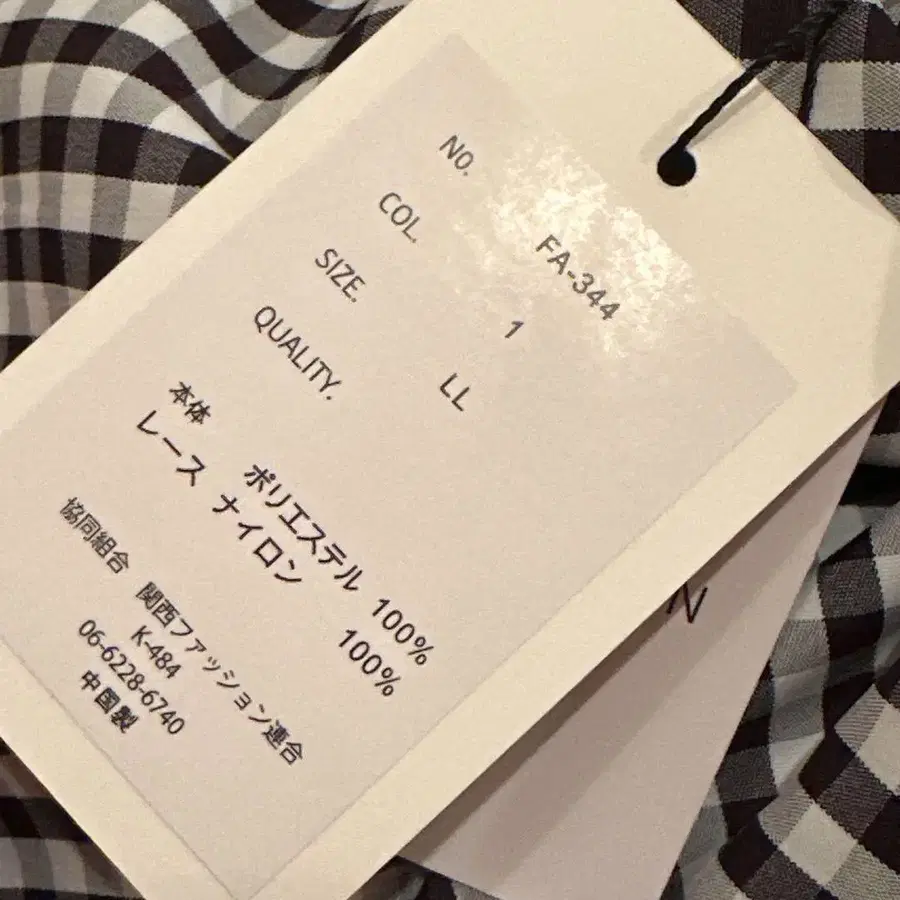 NO. FA-344
COL. 1
SIZE. LL
QUALITY.
本体 ポリエステル 100%
レース ナイロン 100%
協同組合 関西ファッション連合
K-484
06-6228-6740
中国製
N